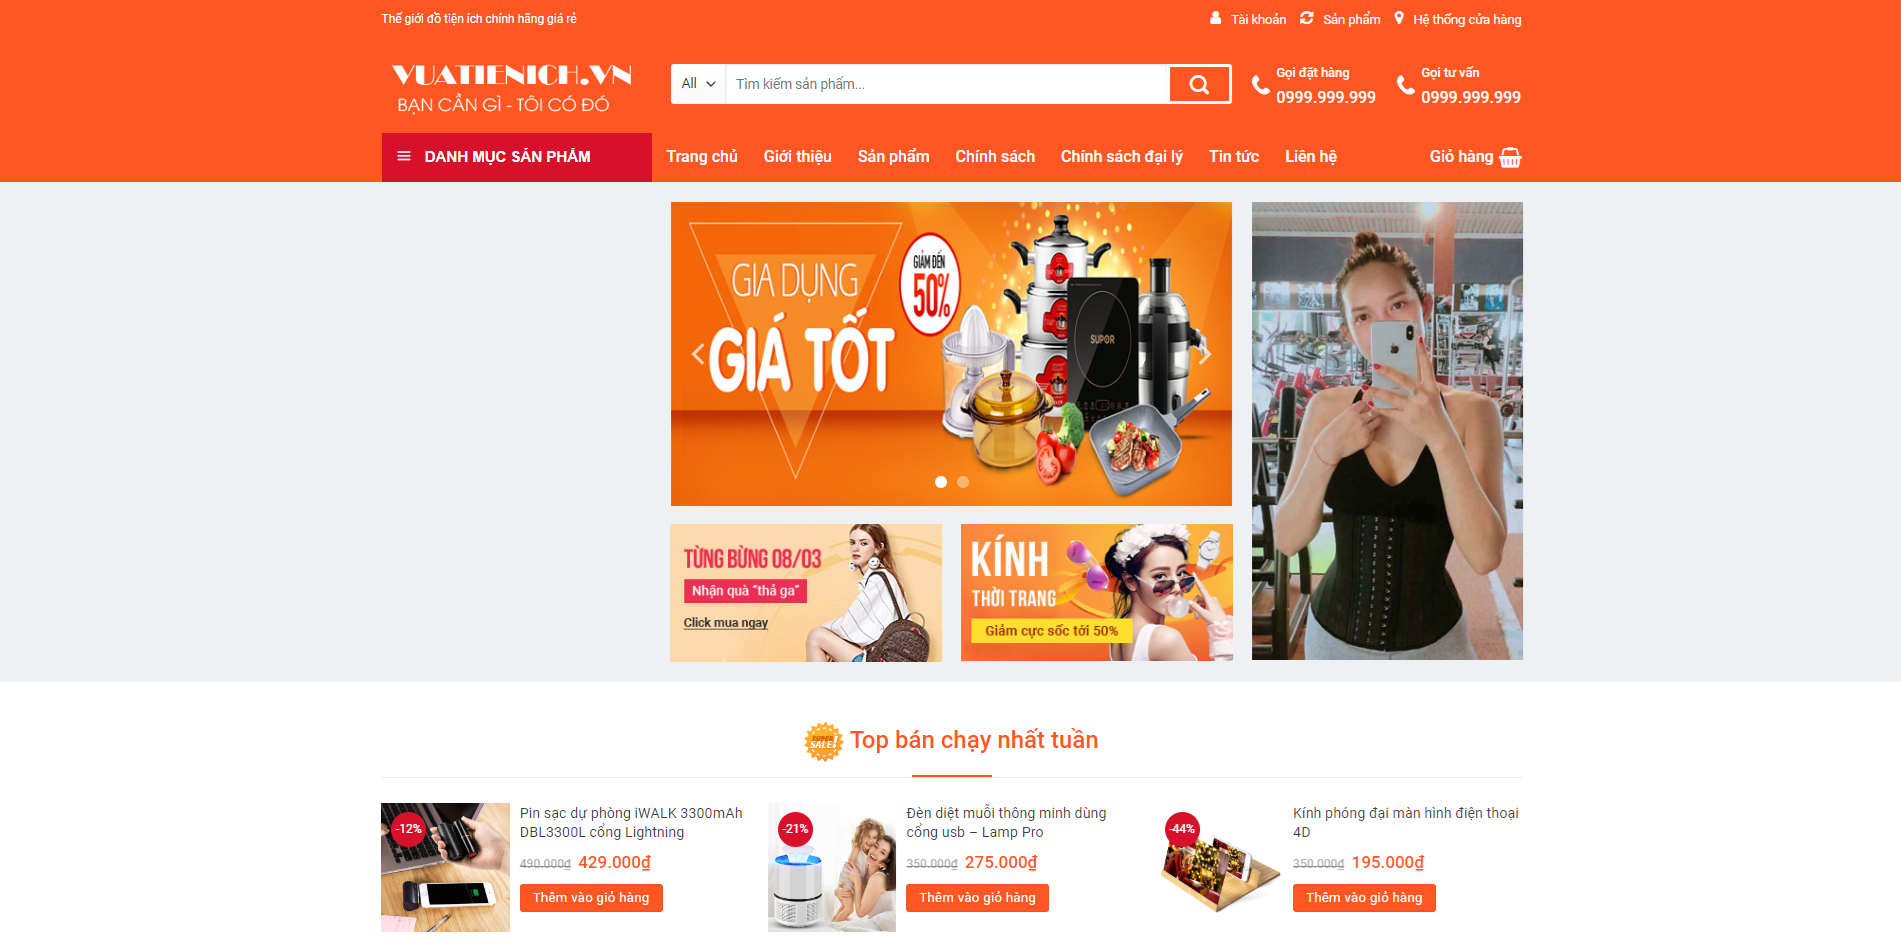 Thế giới đồ tiện ích chính hãng giá rẻ
Tài khoản
Sản phẩm
Hệ thống cửa hàng
VUATIENICH.VN
BẠN CẦN GÌ - TÔI CÓ ĐÓ
All
Tìm kiếm sản phẩm...
Gọi đặt hàng
0999.999.999
Gọi tư vấn
0999.999.999
DANH MỤC SẢN PHẨM
Trang chủ
Giới thiệu
Sản phẩm
Chính sách
Chính sách đại lý
Tin tức
Liên hệ
Giỏ hàng
GIA DỤNG
GIÁ TỐT
GIẢM ĐẾN
50%
SUPOR
TỪNG BỪNG 08/03
Nhận quà "thả ga"
Click mua ngay
KÍNH
THỜI TRANG
Giảm cực sốc tới 50%
SUPER
SALE!
Top bán chạy nhất tuần
-12%
Pin sạc dự phòng iWALK 3300mAh
DBL3300L cổng Lightning
490.000₫ 429.000₫
Thêm vào giỏ hàng
-21%
Đèn diệt muỗi thông minh dùng
cổng usb – Lamp Pro
350.000₫ 275.000₫
Thêm vào giỏ hàng
-44%
Kính phóng đại màn hình điện thoại
4D
350.000₫ 195.000₫
Thêm vào giỏ hàng